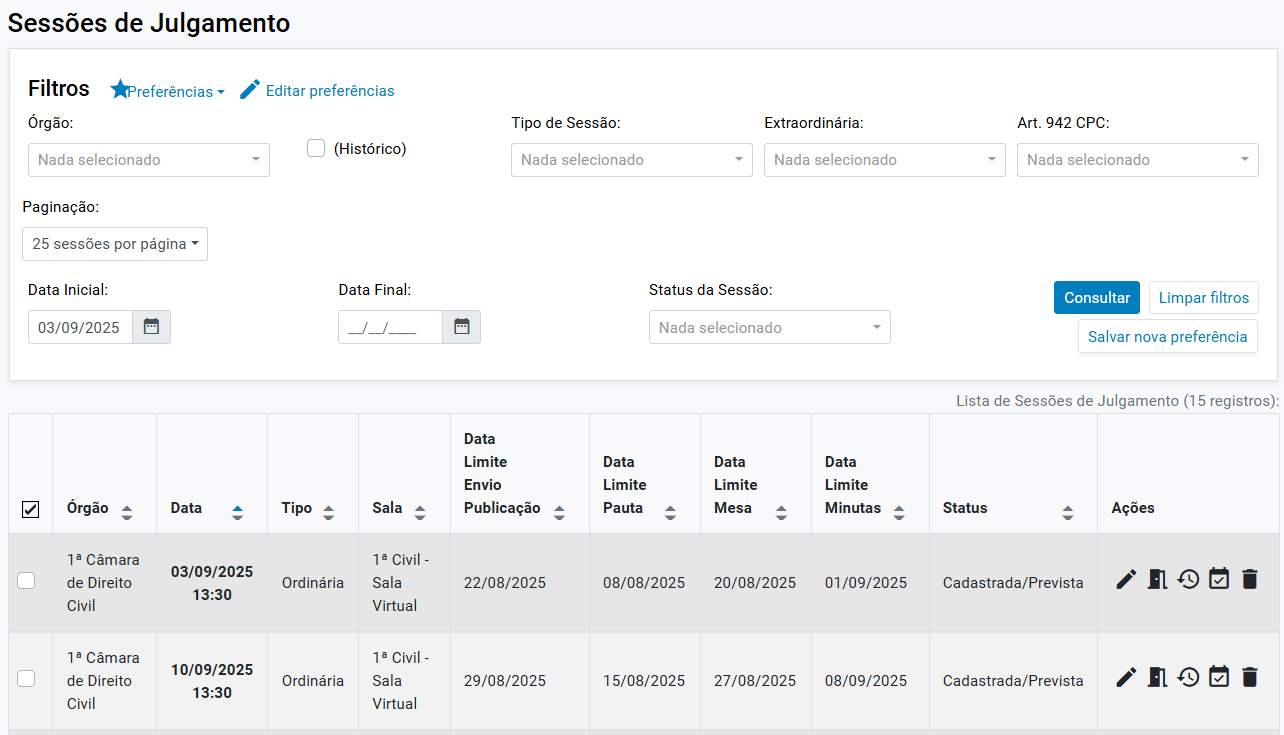 Sessões de Julgamento
Filtros Preferências Editar preferências
Órgão: Tipo de Sessão: Extraordinária: Art. 942 CPC:
Nada selecionado (Histórico) Nada selecionado Nada selecionado Nada selecionado
Paginação:
25 sessões por página
Data Inicial: Data Final: Status da Sessão:
03/09/2025 __/__/____ Nada selecionado
Consultar Limpar filtros
Salvar nova preferência
Lista de Sessões de Julgamento (15 registros):
Órgão
Data
Tipo
Sala
Data
Limite
Envio
Publicação
Data
Limite
Pauta
Data
Limite
Mesa
Data
Limite
Minutas
Status
Ações
1ª Câmara
de Direito
Civil
03/09/2025
13:30
Ordinária
1ª Civil -
Sala
Virtual
22/08/2025
08/08/2025
20/08/2025
01/09/2025
Cadastrada/Prevista
1ª Câmara
de Direito
Civil
10/09/2025
13:30
Ordinária
1ª Civil -
Sala
Virtual
29/08/2025
15/08/2025
27/08/2025
08/09/2025
Cadastrada/Prevista